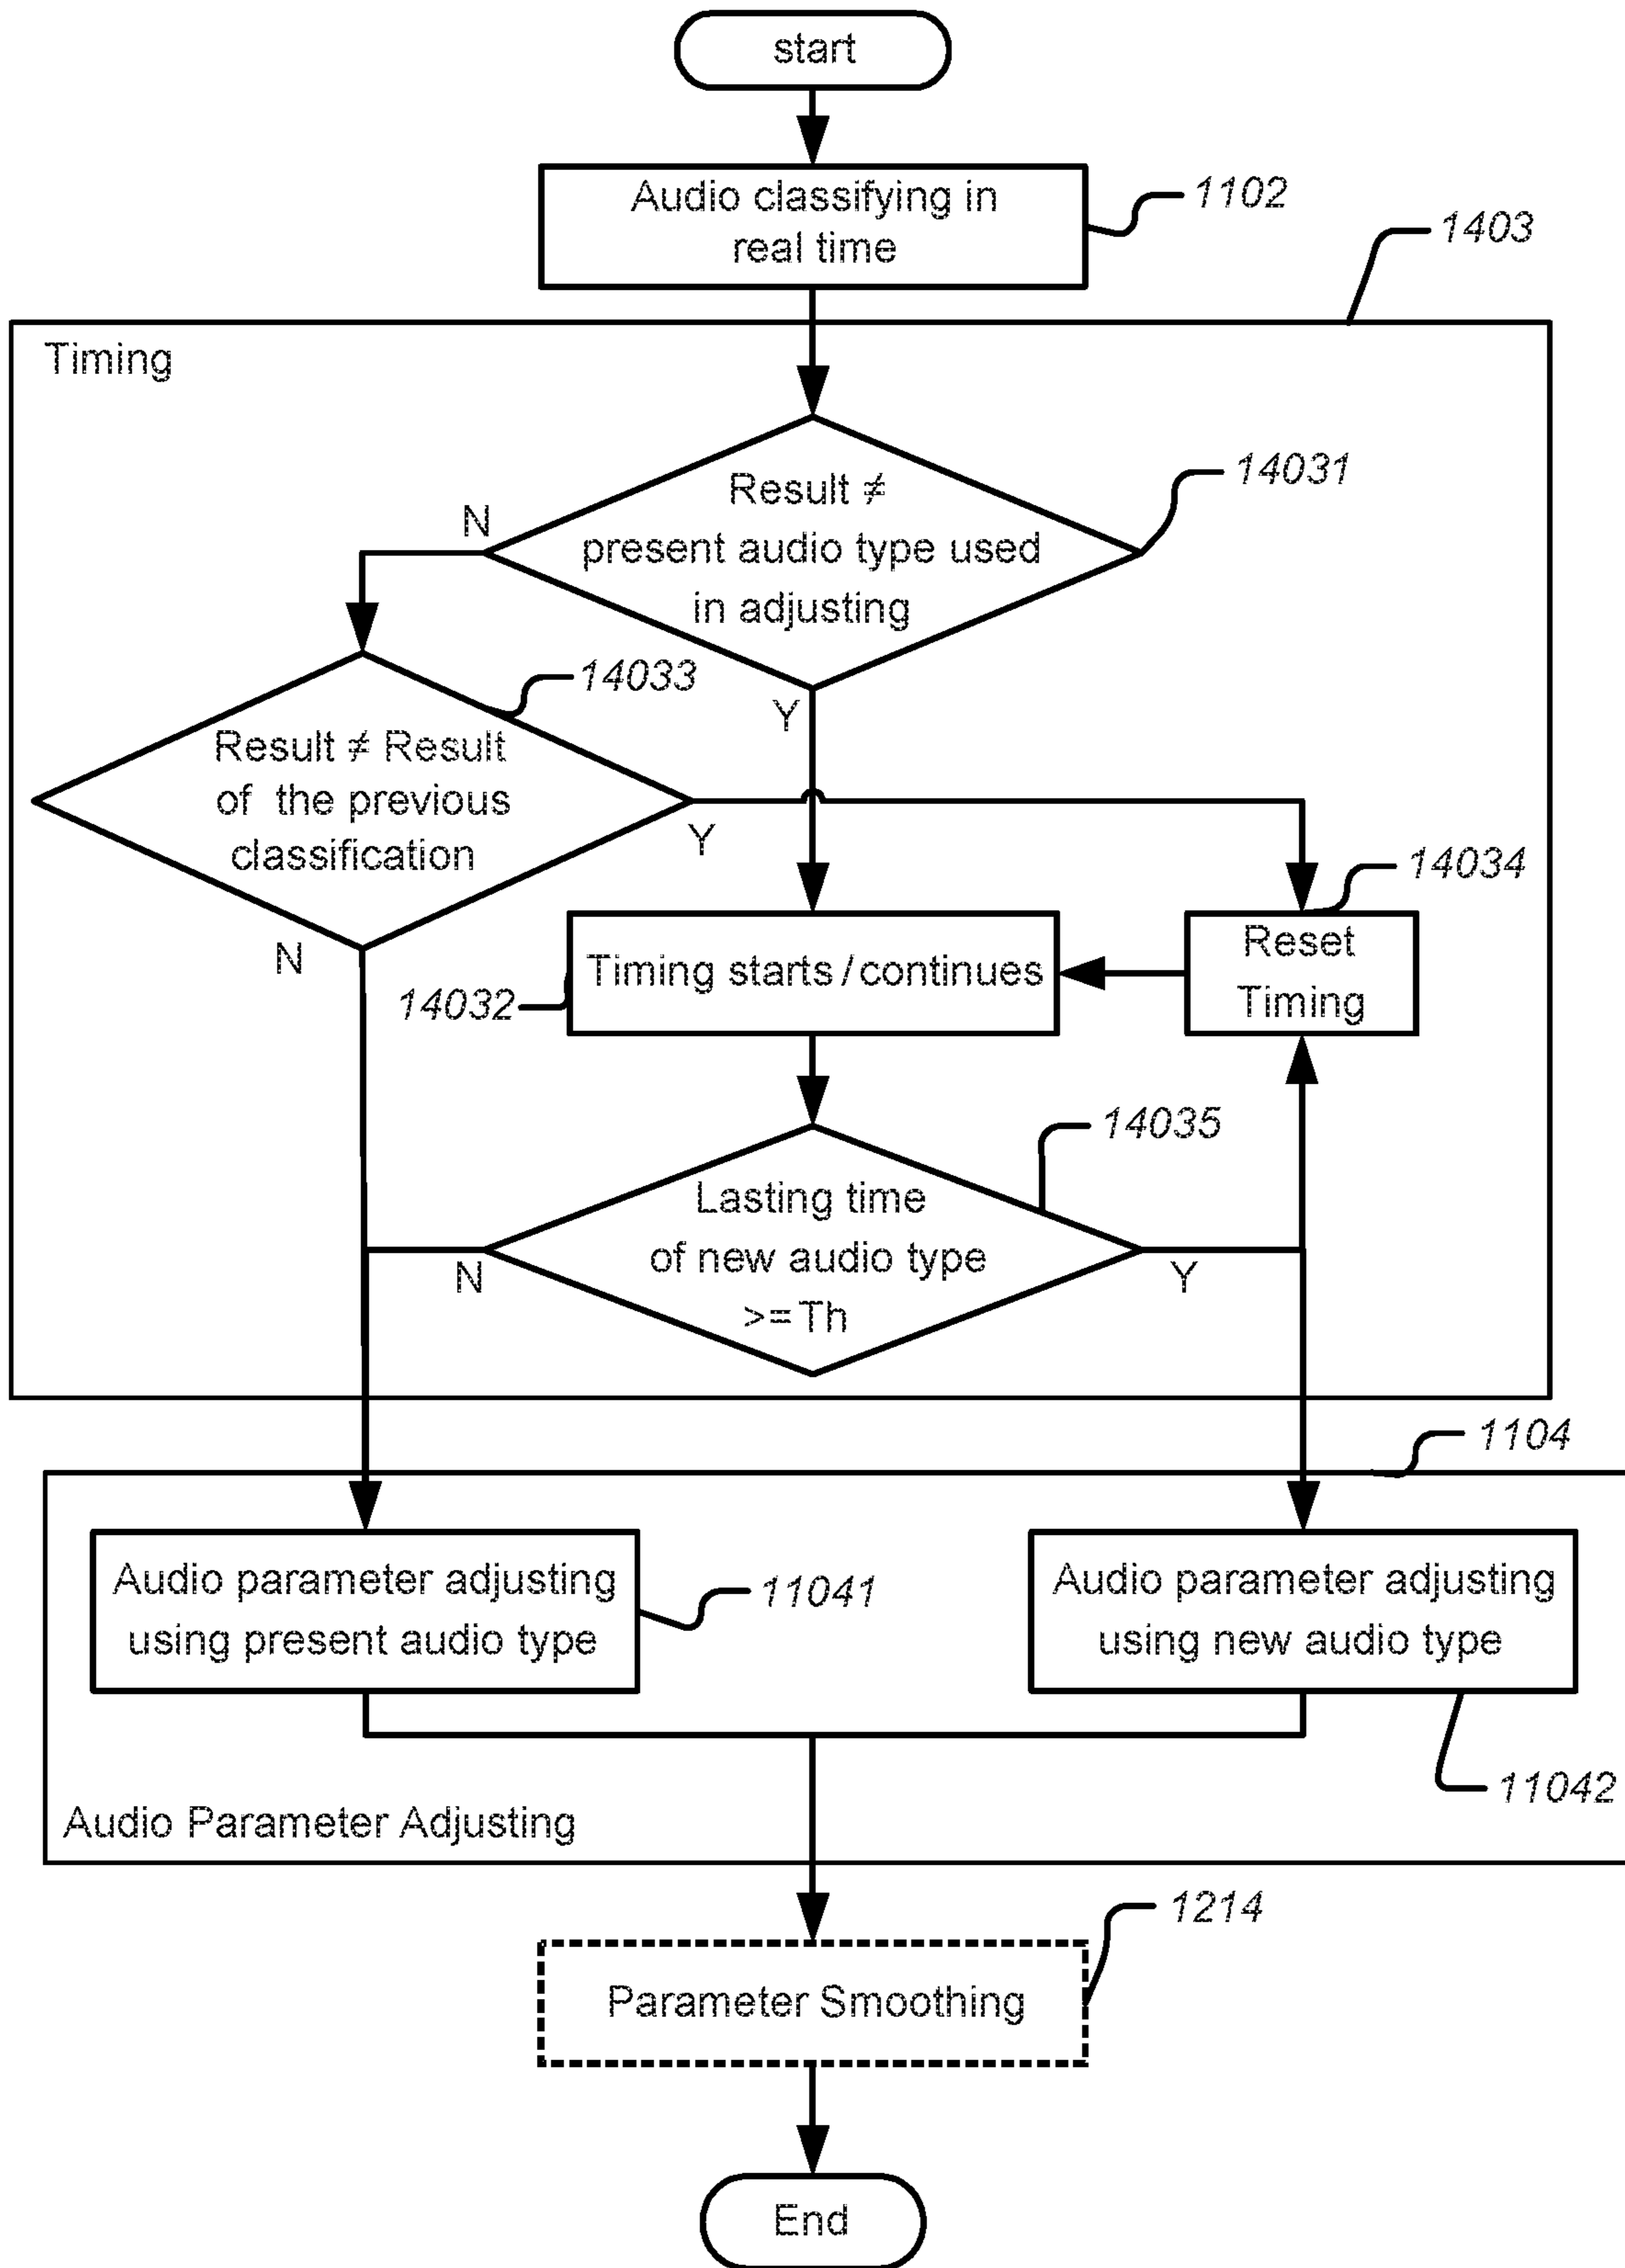 start
Audio classifying in
real time
1102
1403
Timing
Result ≠
present audio type used
in adjusting
14031
N
Y
14033
Result ≠ Result
of the previous
classification
Y
N
14034
Reset
Timing
Timing starts / continues
14032
14035
Lasting time
of new audio type
>= Th
N
Y
1104
Audio parameter adjusting
using present audio type
11041
Audio parameter adjusting
using new audio type
11042
Audio Parameter Adjusting
1214
Parameter Smoothing
End